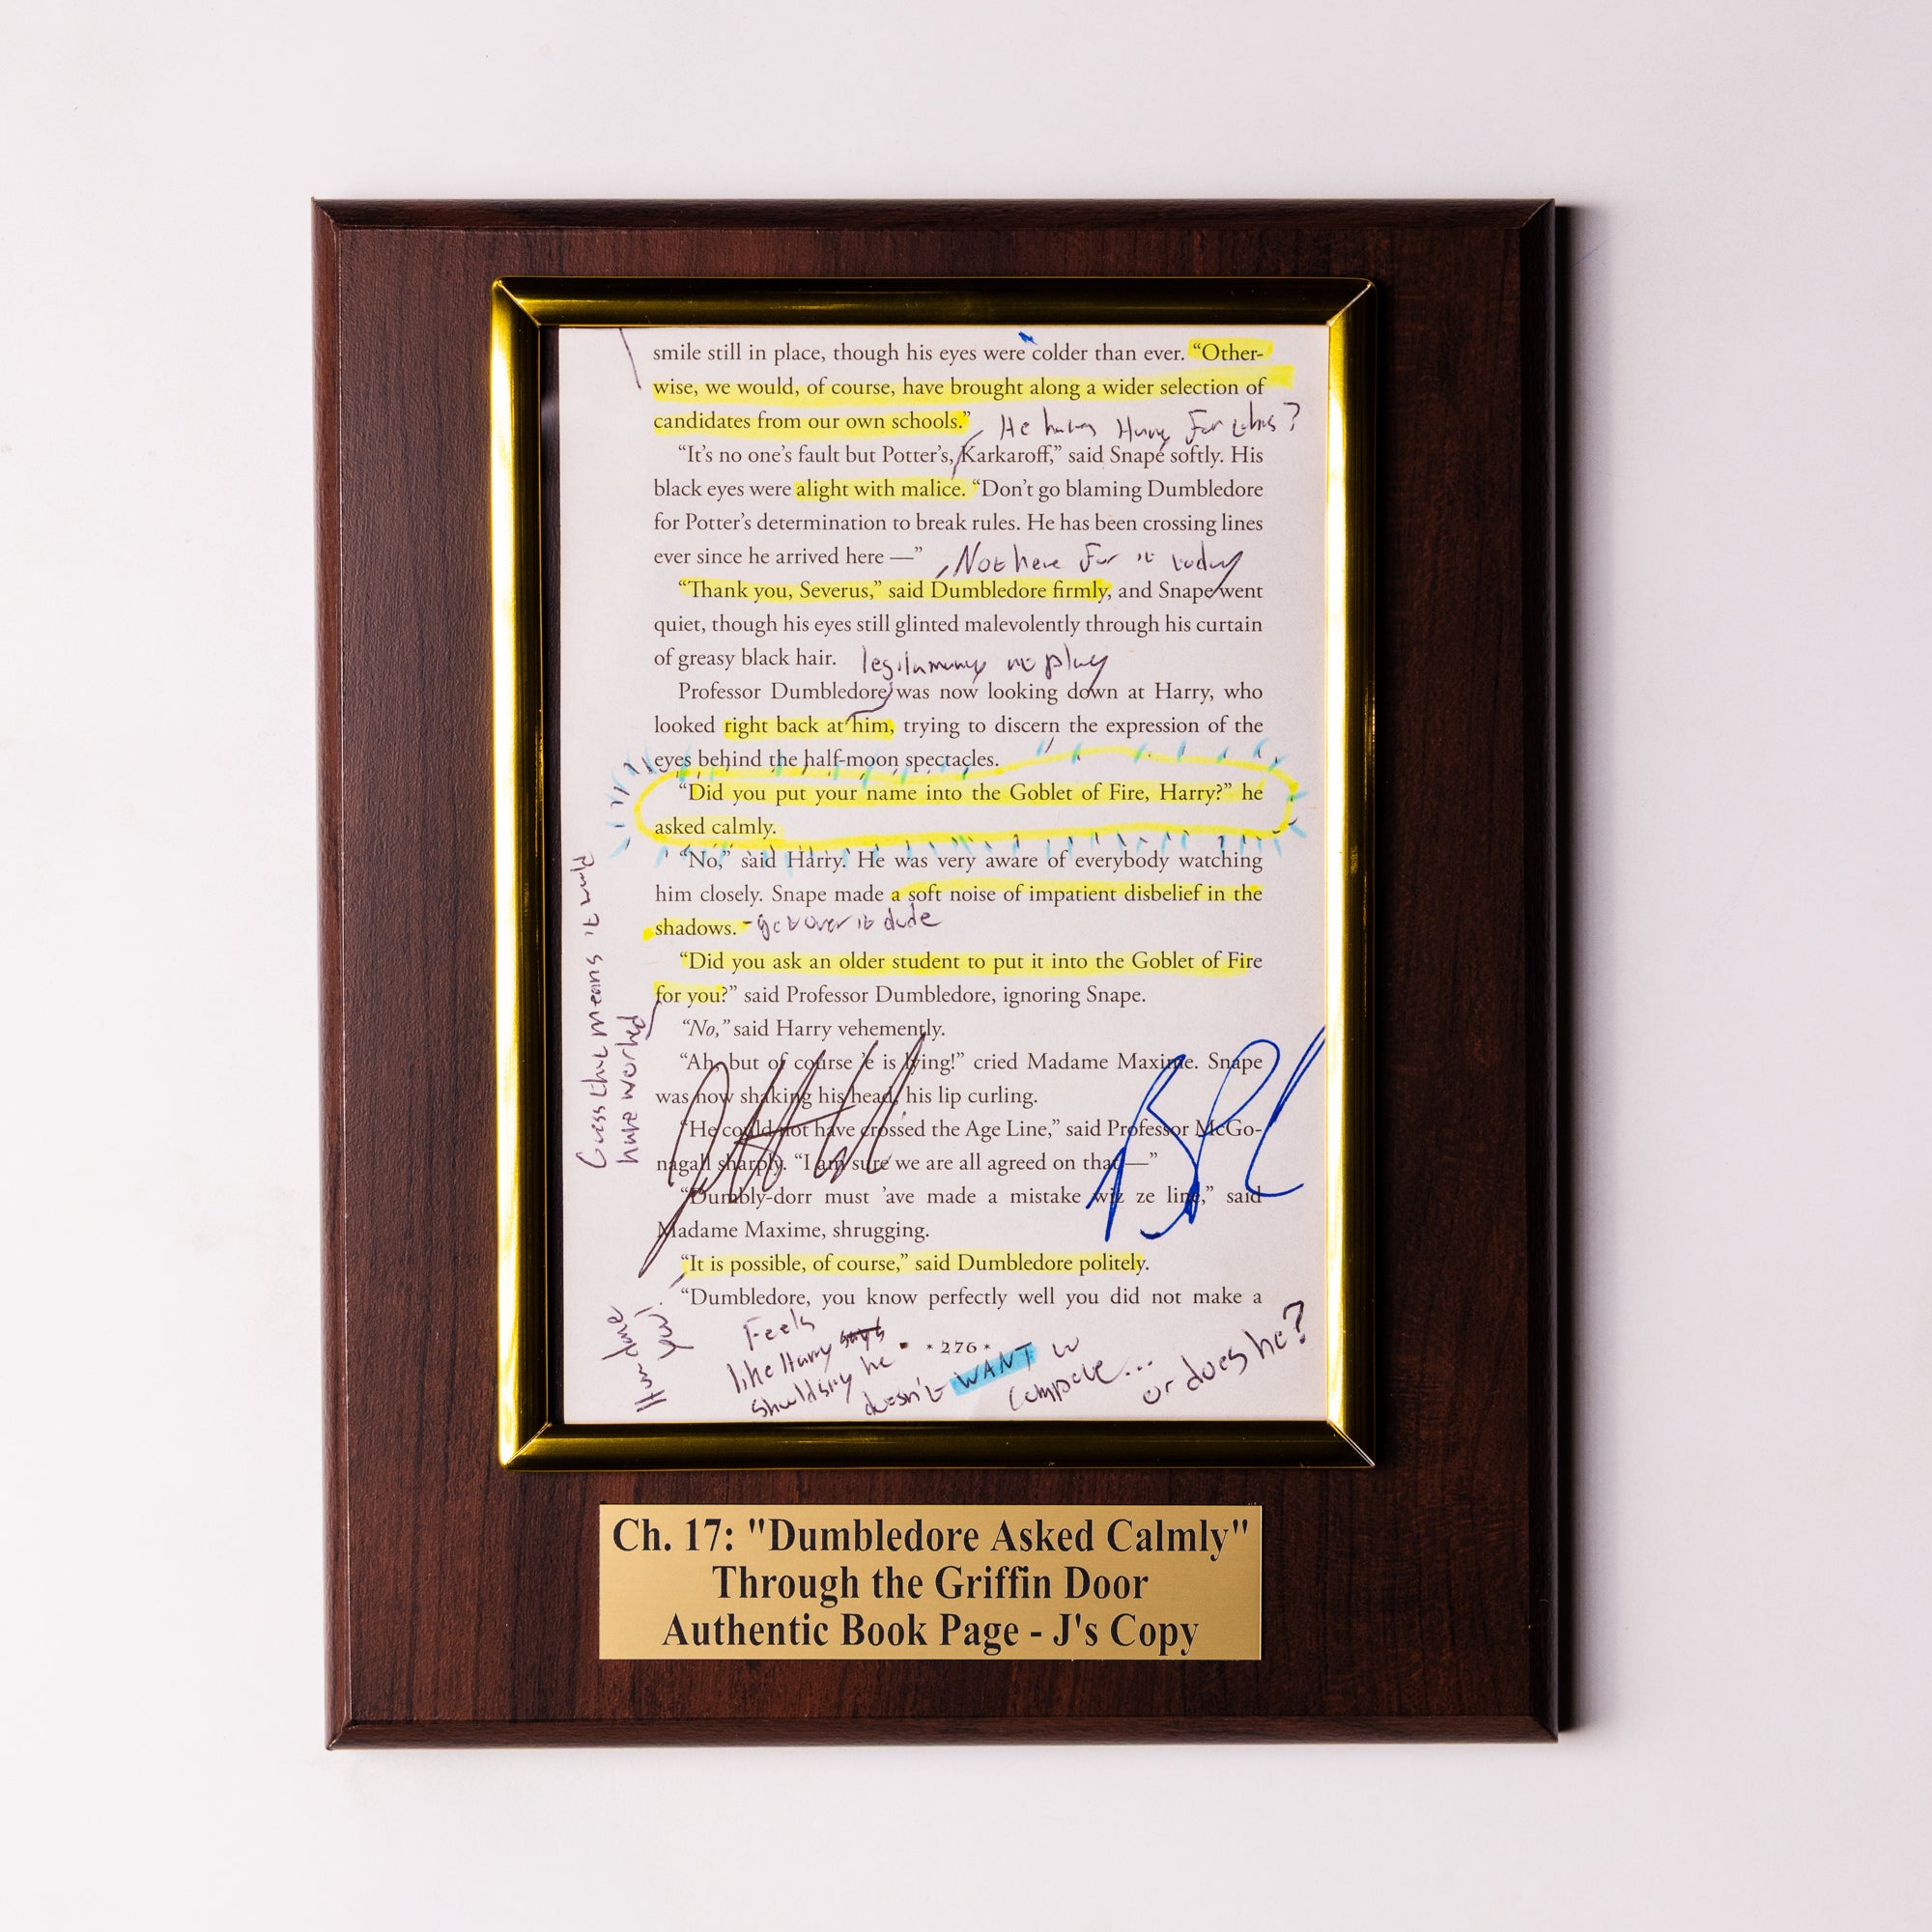 smile still in place, though his eyes were colder than ever. “Other-
wise, we would, of course, have brought along a wider selection of
candidates from our own schools.”
He hates Harry for this?
“It’s no one’s fault but Potter’s, Karkaroff,” said Snape softly. His
black eyes were alight with malice. “Don’t go blaming Dumbledore
for Potter’s determination to break rules. He has been crossing lines
ever since he arrived here —”
Not here for it today
“Thank you, Severus,” said Dumbledore firmly, and Snape went
quiet, though his eyes still glinted malevolently through his curtain
of greasy black hair.
Professor Dumbledore was now looking down at Harry, who
looked right back at him, trying to discern the expression of the
eyes behind the half-moon spectacles.
“Did you put your name into the Goblet of Fire, Harry?” he
asked calmly.
“No,” said Harry. He was very aware of everybody watching
him closely. Snape made a soft noise of impatient disbelief in the
shadows.” - get over it dude
“Did you ask an older student to put it into the Goblet of Fire
for you?” said Professor Dumbledore, ignoring Snape.
Guess that means it may
have worked
“No,” said Harry vehemently.
“Ah, but of course ’e is lying!” cried Madame Maxime. Snape
was now shaking his head, his lip curling.
“He could not have crossed the Age Line,” said Professor McGo-
nagall sharply. “I am sure we are all agreed on that —”
“Dumbly-dorr must ’ave made a mistake wiz ze line,” said
Madame Maxime, shrugging.
“It is possible, of course,” said Dumbledore politely.
“Dumbledore, you know perfectly well you did not make a
How dare
you!
Feels
like Harry says
should say he
doesn't WANT to
compete...
or does he?
* 276 *
Ch. 17: "Dumbledore Asked Calmly"
Through the Griffin Door
Authentic Book Page - J's Copy